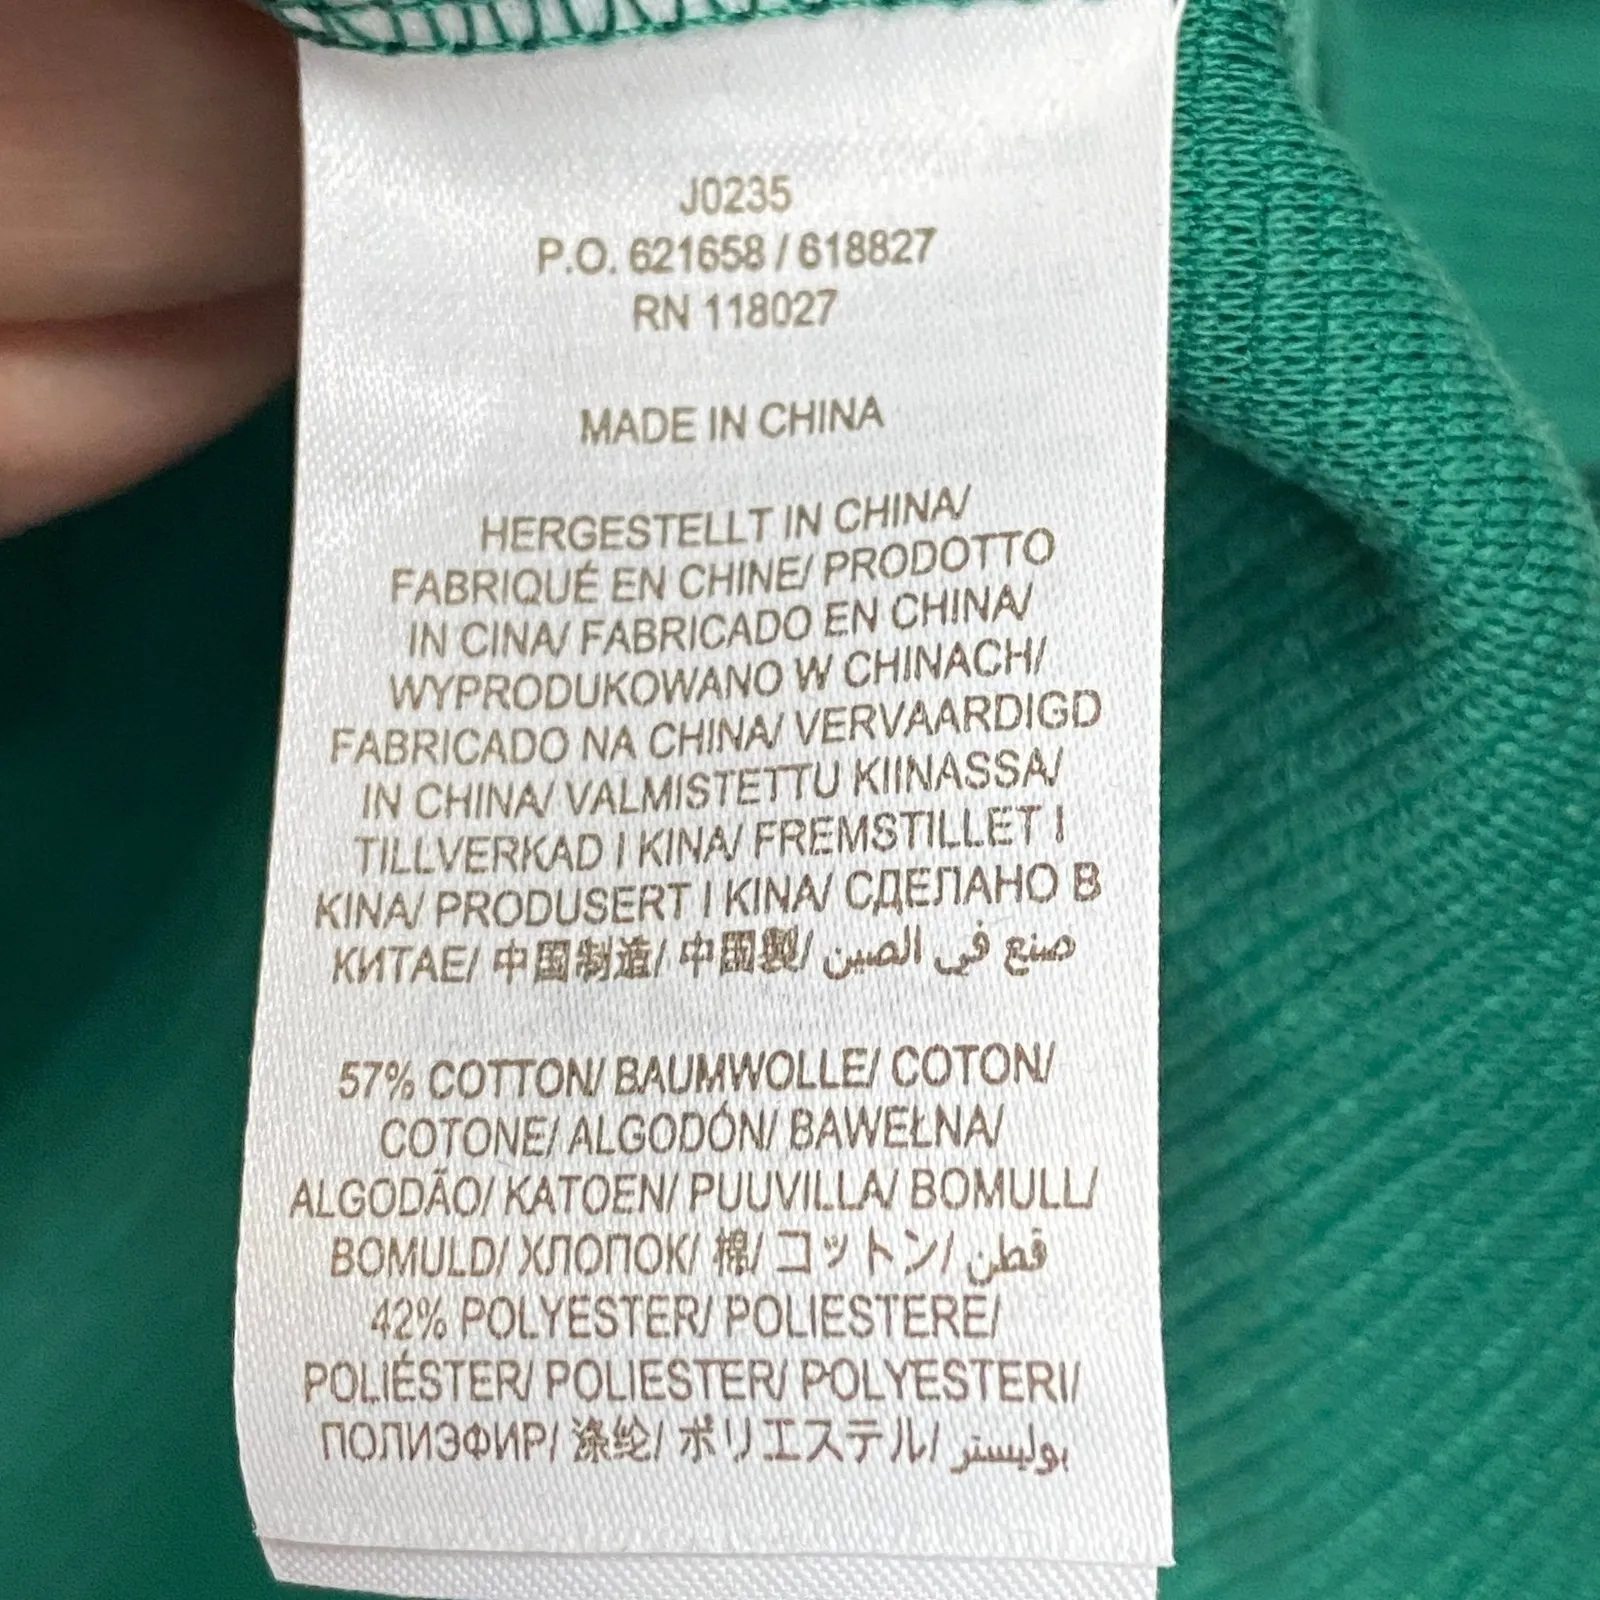 J0235
P.O. 621658 / 618827
RN 118027
MADE IN CHINA
HERGESTELLT IN CHINA/
FABRIQUÉ EN CHINE/ PRODOTTO
IN CINA/ FABRICADO EN CHINA/
WYPRODUKOWANO W CHINACH/
FABRICADO NA CHINA/ VERVAARDIGD
IN CHINA/ VALMISTETTU KIINASSA/
TILLVERKAD I KINA/ FREMSTILLET I
KINA/ PRODUSERT I KINA/ СДЕЛАНО В
КИТАЕ/ 中国制造/ 中国製/ صنع في الصين
57% COTTON/ BAUMWOLLE/ COTON/
COTONE/ ALGODÓN/ BAWEŁNA/
ALGODÃO/ KATOEN/ PUUVILLA/ BOMULL/
BOMULD/ ХЛОПОК/ 棉/ コットン/ قطن
42% POLYESTER/ POLIESTERE/
POLIÉSTER/ POLIESTER/ POLYESTERI/
ПОЛИЭФИР/ 涤纶/ ポリエステル/ بوليستر